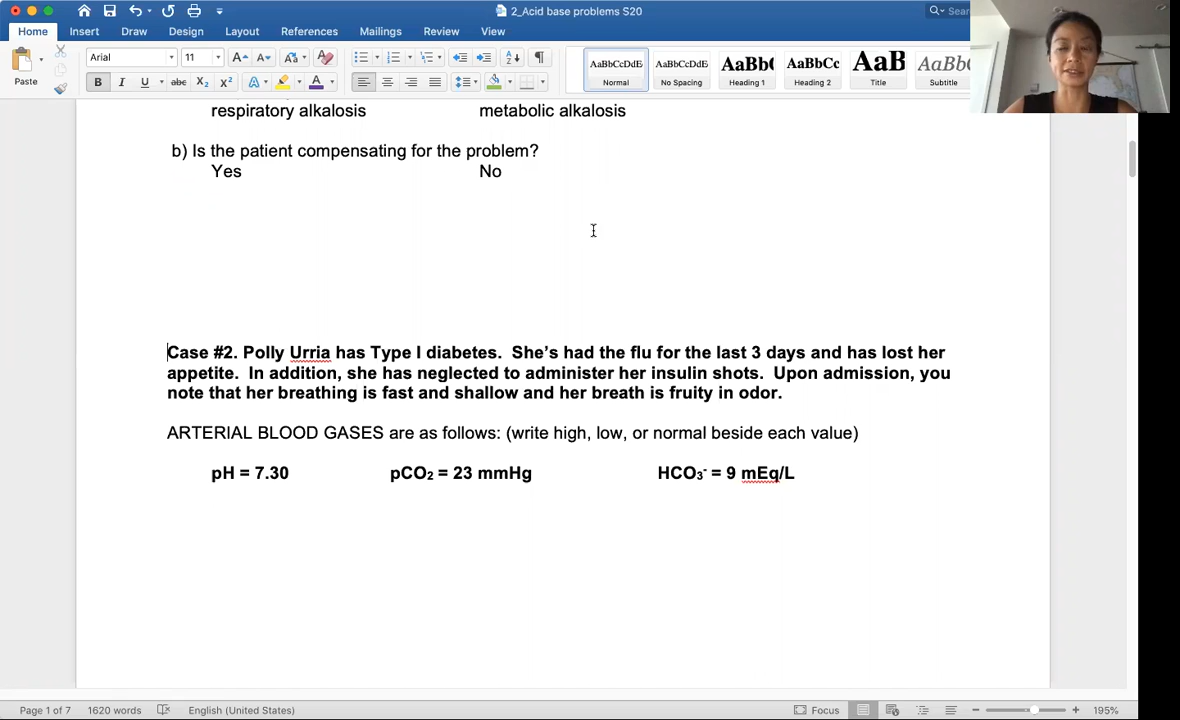 2_Acid base problems S20
Sear
Home Insert Draw Design Layout References Mailings Review View
Paste
Arial 11
B I U abc X2 X2 A A
AaBbCcDdE AaBbCcDdE AaBb( AaBbCc AaB AaBbC
Normal No Spacing Heading 1 Heading 2 Title Subtitle
respiratory alkalosis metabolic alkalosis
b) Is the patient compensating for the problem?
Yes No
Case #2. Polly Urria has Type I diabetes. She's had the flu for the last 3 days and has lost her
appetite. In addition, she has neglected to administer her insulin shots. Upon admission, you
note that her breathing is fast and shallow and her breath is fruity in odor.
ARTERIAL BLOOD GASES are as follows: (write high, low, or normal beside each value)
pH = 7.30 pCO2 = 23 mmHg HCO3- = 9 mEq/L
Page 1 of 7 1620 words English (United States) Focus 195%